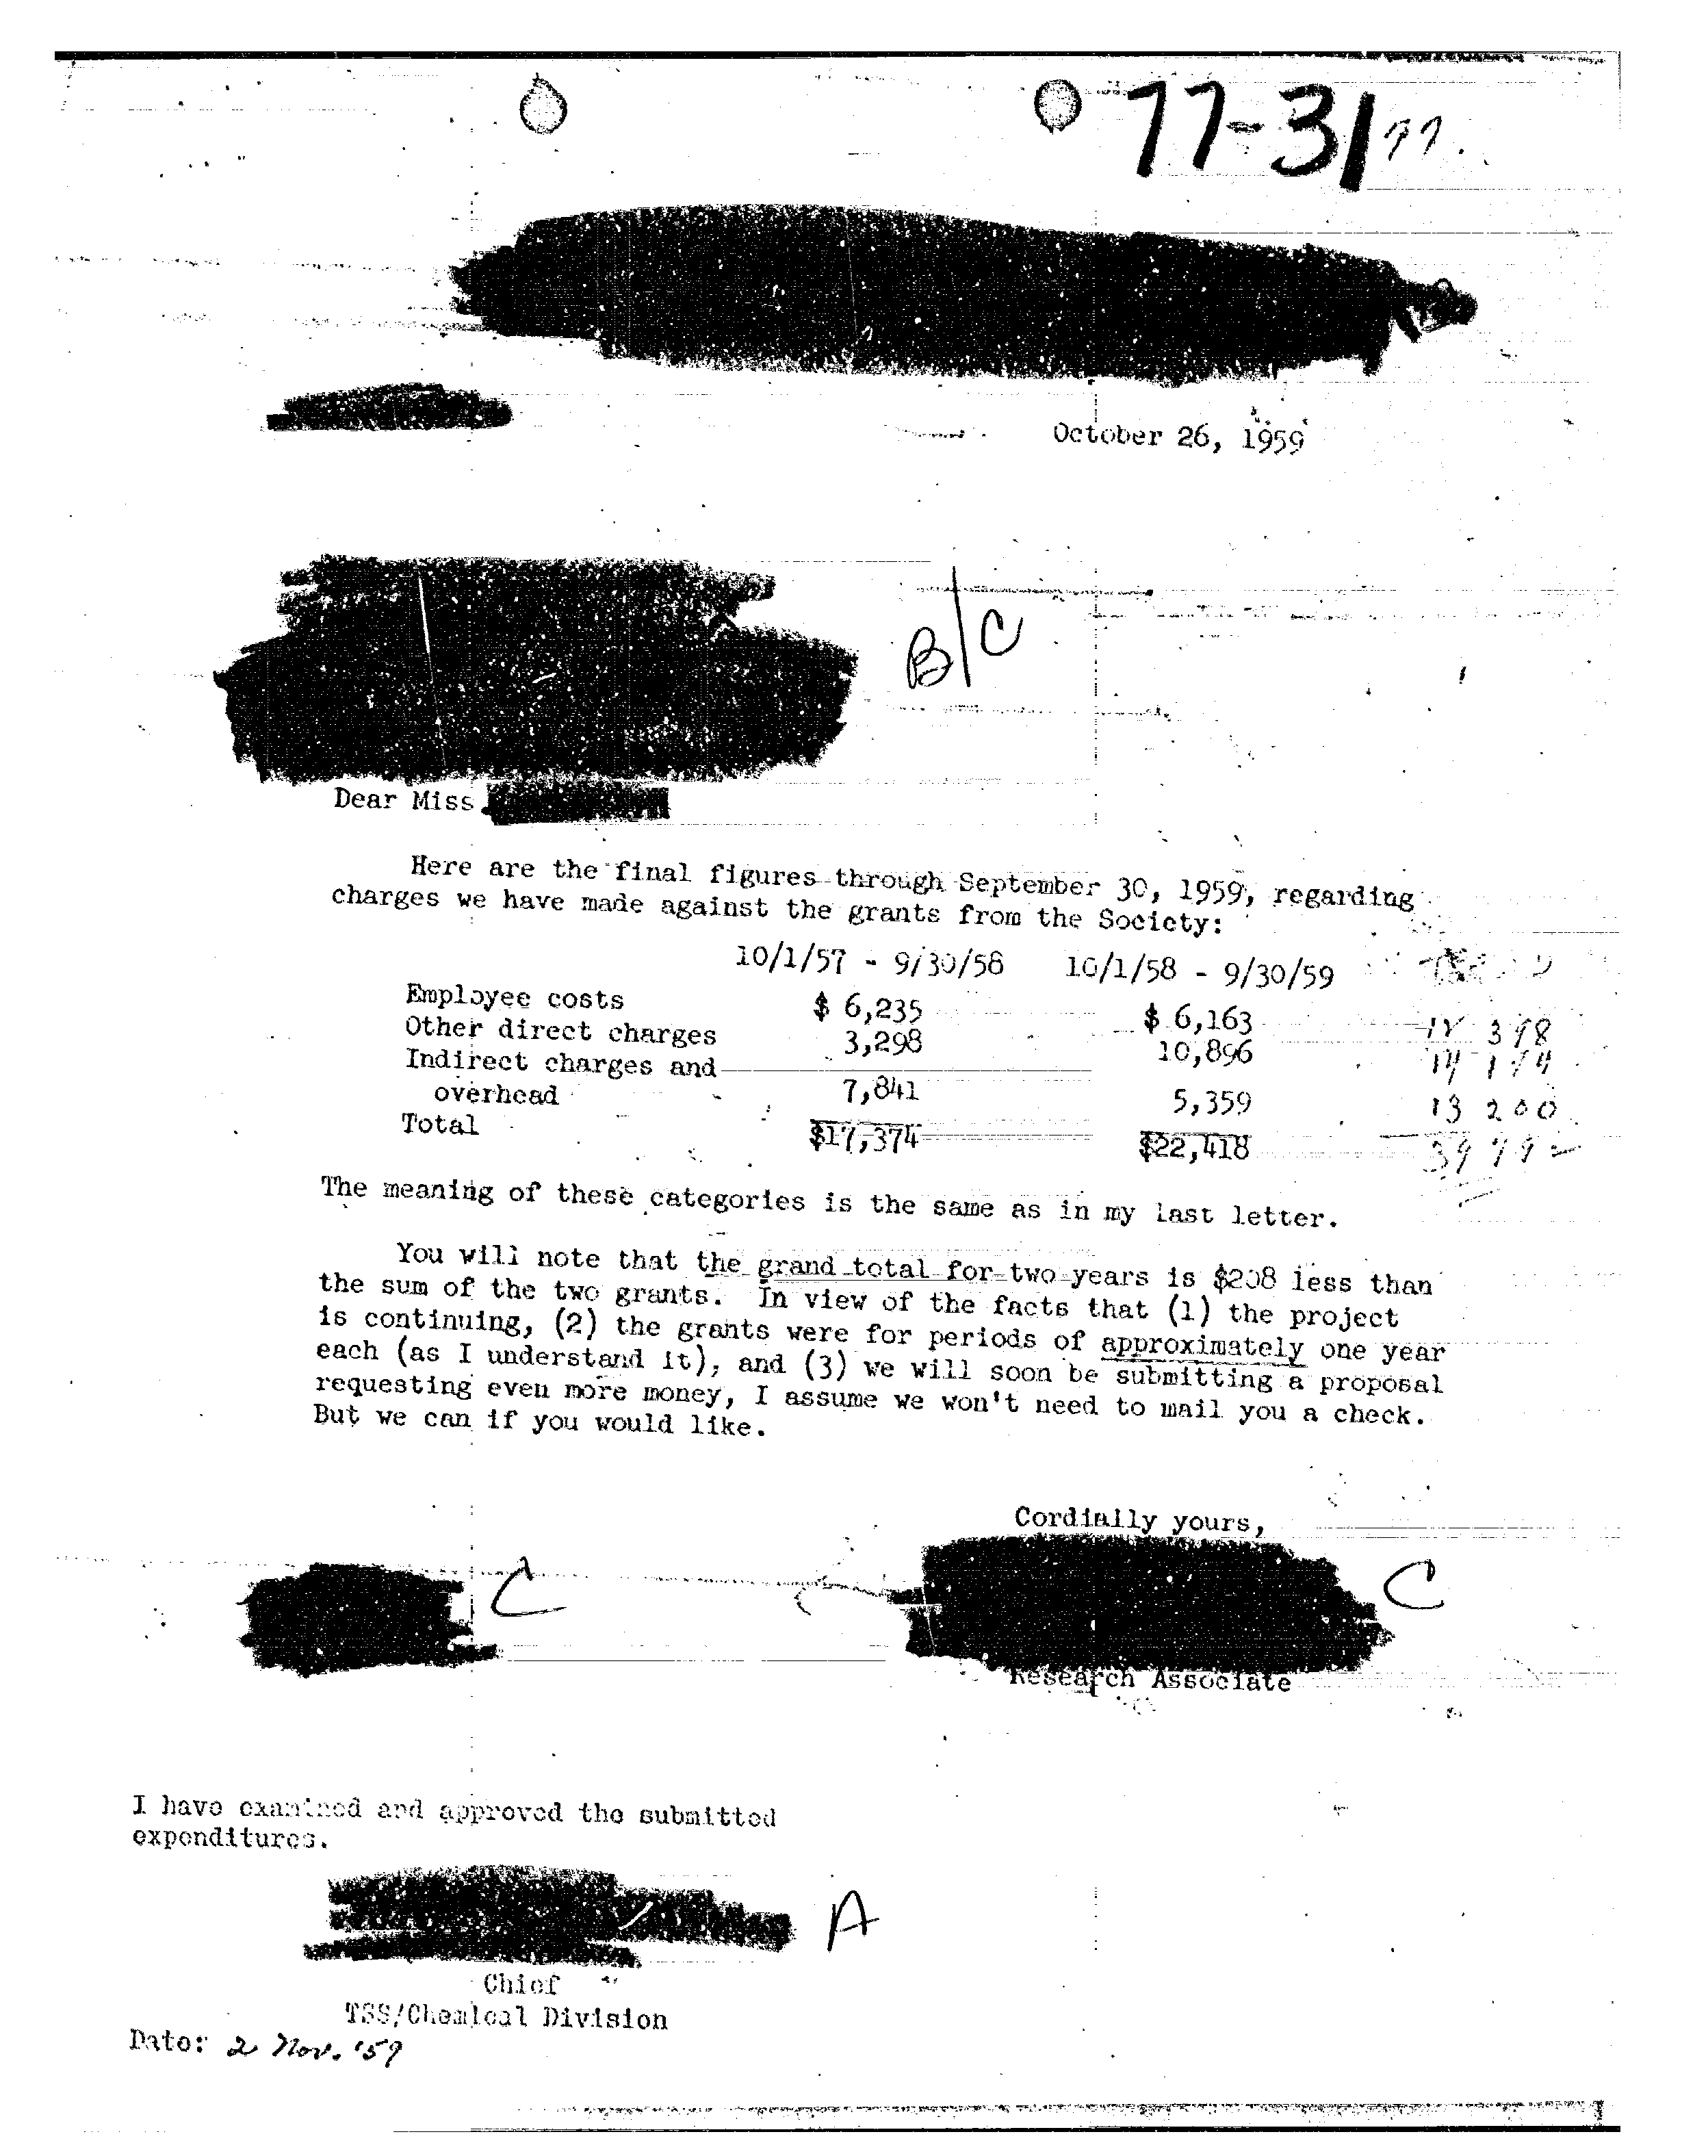 77-31
October 26, 1959
B/C
Dear Miss
Here are the final figures through September 30, 1959, regarding
charges we have made against the grants from the Society:
10/1/57 - 9/30/58 10/1/58 - 9/30/59
Employee costs $ 6,235 $ 6,163 12 398
Other direct charges 3,298 10,896 14 194
Indirect charges and
overhead 7,841 5,359 13 200
Total $17,374 $22,418 39 792
The meaning of these categories is the same as in my last letter.
You will note that the grand total for two years is $208 less than
the sum of the two grants. In view of the facts that (1) the project
is continuing, (2) the grants were for periods of approximately one year
each (as I understand it), and (3) we will soon be submitting a proposal
requesting even more money, I assume we won't need to mail you a check.
But we can if you would like.
Cordially yours,
C C
Research Associate
I have examined and approved the submitted
expenditures.
A
Chief
TSS/Chemical Division
Date: 2 Nov. '59